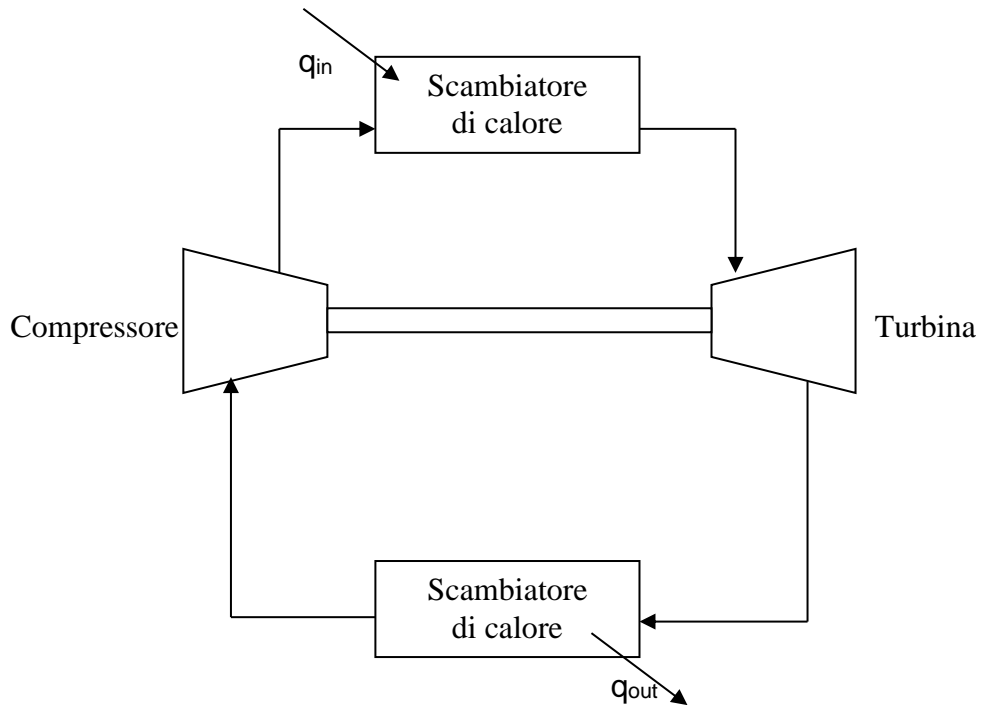 qin
Scambiatore
di calore
Compressore
Turbina
Scambiatore
di calore
qout